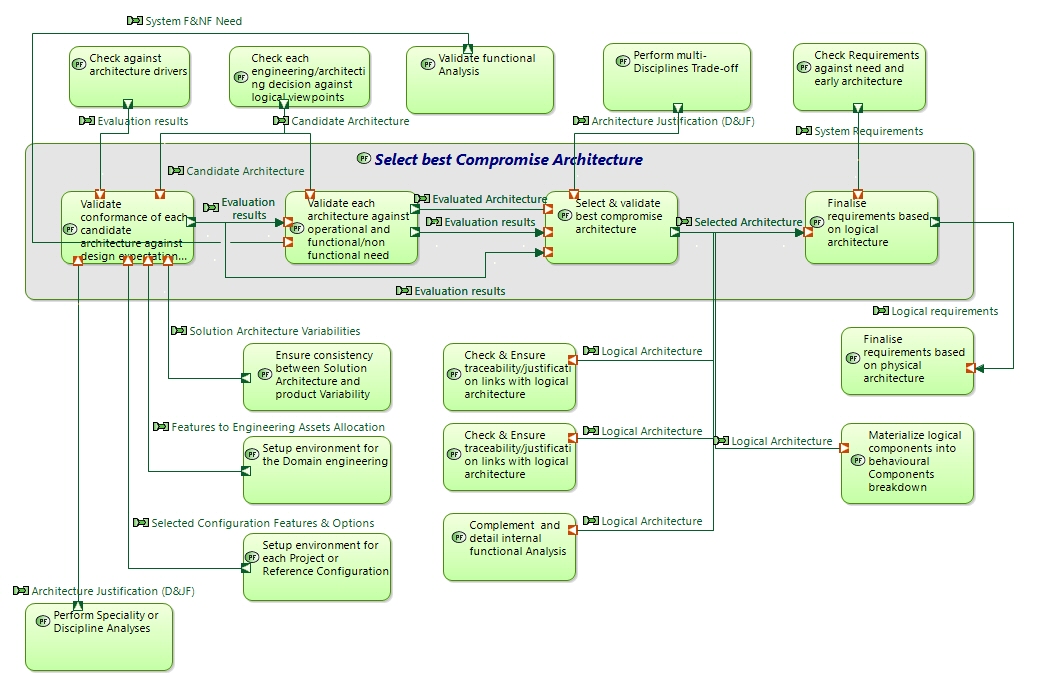 System F&NF Need
Check against
architecture drivers
Check each
engineering/architecti
ng decision against
logical viewpoints
Validate functional
Analysis
Perform multi-
Disciplines Trade-off
Check Requirements
against need and
early architecture
Evaluation results
Candidate Architecture
Architecture Justification (D&JF)
System Requirements
Select best Compromise Architecture
Candidate Architecture
Validate
conformance of each
candidate
architecture against
design expectation...
Evaluation
results
Validate each
architecture against
operational and
functional/non
functional need
Evaluated Architecture
Evaluation results
Select & validate
best compromise
architecture
Selected Architecture
Finalise
requirements based
on logical
architecture
Evaluation results
Logical requirements
Solution Architecture Variabilities
Ensure consistency
between Solution
Architecture and
product Variability
Check & Ensure
traceability/justificati
on links with logical
architecture
Logical Architecture
Finalise
requirements based
on physical
architecture
Features to Engineering Assets Allocation
Setup environment for
the Domain engineering
Check & Ensure
traceability/justificati
on links with logical
architecture
Logical Architecture
Logical Architecture
Materialize logical
components into
behavioural
Components
breakdown
Selected Configuration Features & Options
Setup environment for
each Project or
Reference Configuration
Complement and
detail internal
functional Analysis
Logical Architecture
Architecture Justification (D&JF)
Perform Speciality or
Discipline Analyses